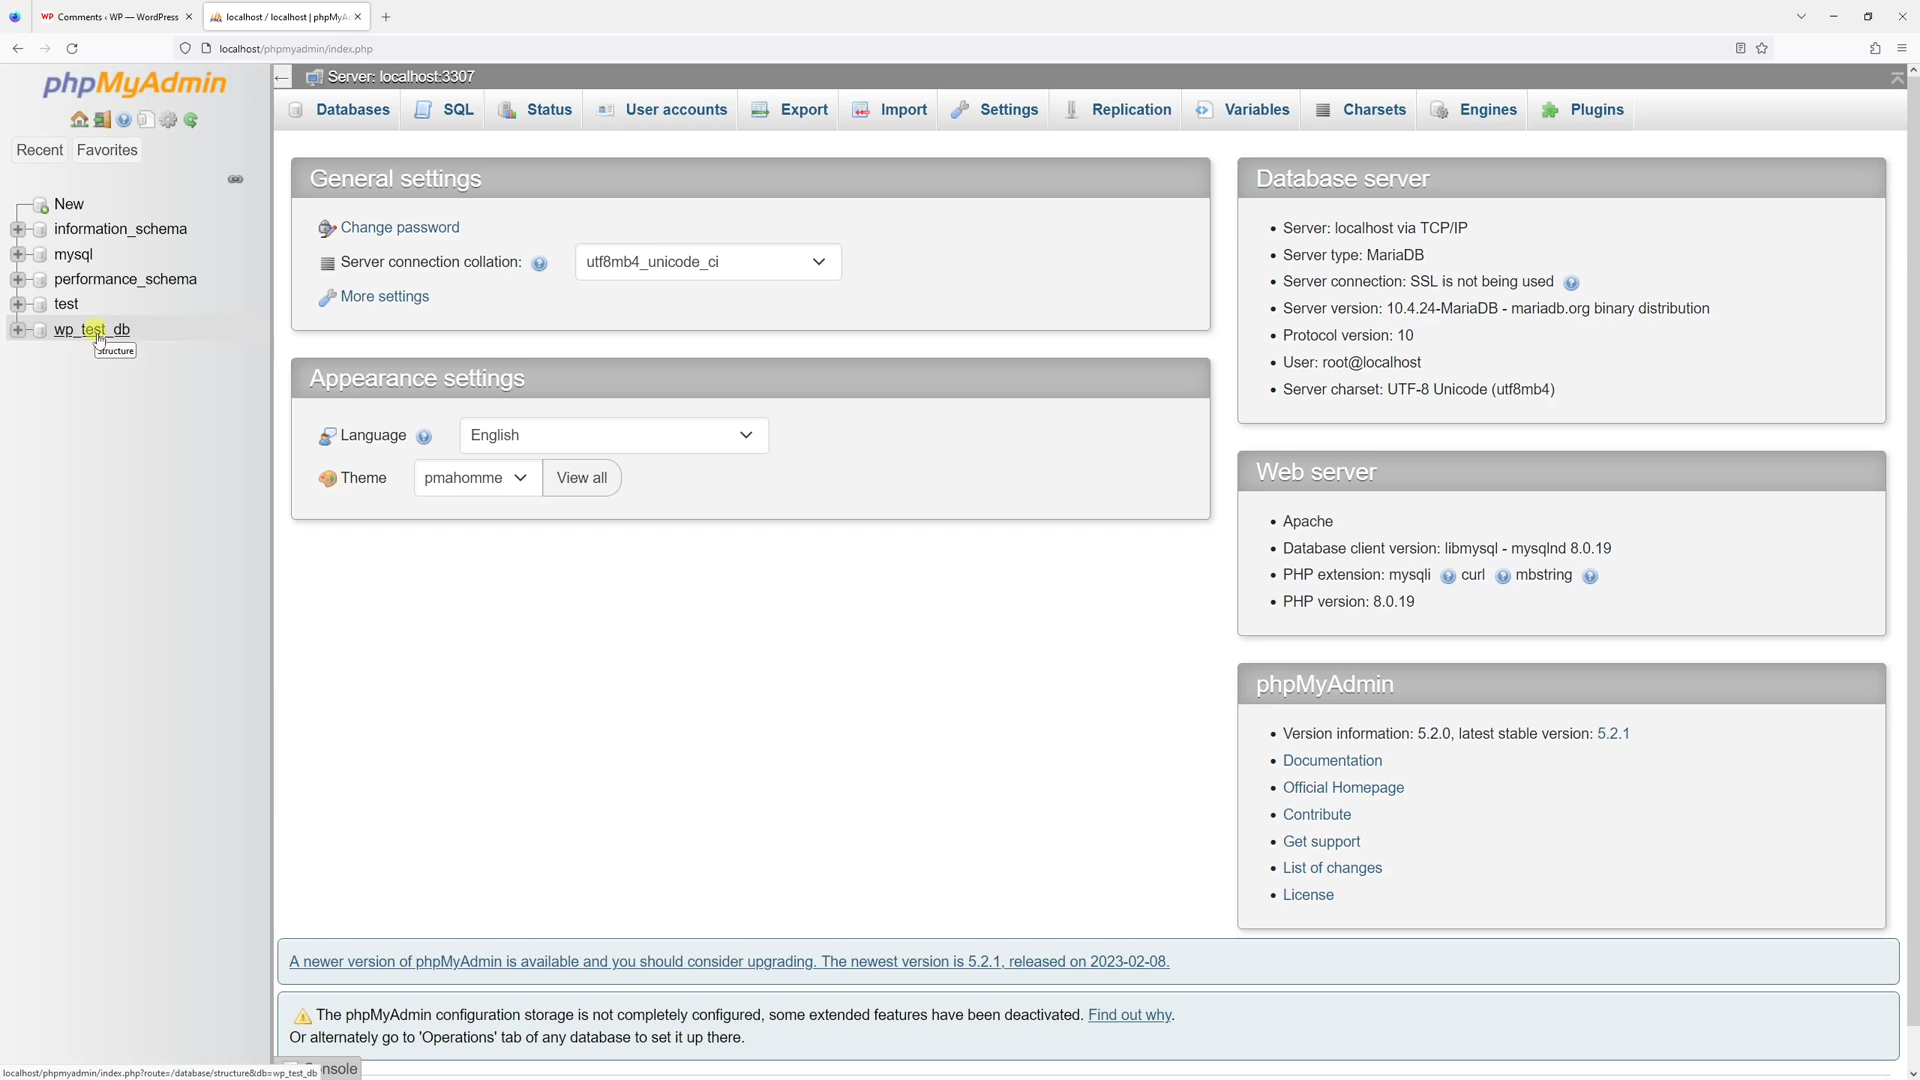 Comments ‹ WP — WordPress
localhost / localhost | phpMyA
localhost/phpmyadmin/index.php
phpMyAdmin
Recent
Favorites
New
information_schema
mysql
performance_schema
test
wp_test_db
Structure
Server: localhost:3307
Databases
SQL
Status
User accounts
Export
Import
Settings
Replication
Variables
Charsets
Engines
Plugins
General settings
Change password
Server connection collation:
utf8mb4_unicode_ci
More settings
Appearance settings
Language
English
Theme
pmahomme
View all
Database server
Server: localhost via TCP/IP
Server type: MariaDB
Server connection: SSL is not being used
Server version: 10.4.24-MariaDB - mariadb.org binary distribution
Protocol version: 10
User: root@localhost
Server charset: UTF-8 Unicode (utf8mb4)
Web server
Apache
Database client version: libmysql - mysqlnd 8.0.19
PHP extension: mysqli curl mbstring
PHP version: 8.0.19
phpMyAdmin
Version information: 5.2.0, latest stable version: 5.2.1
Documentation
Official Homepage
Contribute
Get support
List of changes
License
A newer version of phpMyAdmin is available and you should consider upgrading. The newest version is 5.2.1, released on 2023-02-08.
The phpMyAdmin configuration storage is not completely configured, some extended features have been deactivated. Find out why.
Or alternately go to 'Operations' tab of any database to set it up there.
localhost/phpmyadmin/index.php?route=/database/structure&db=wp_test_db
nsole